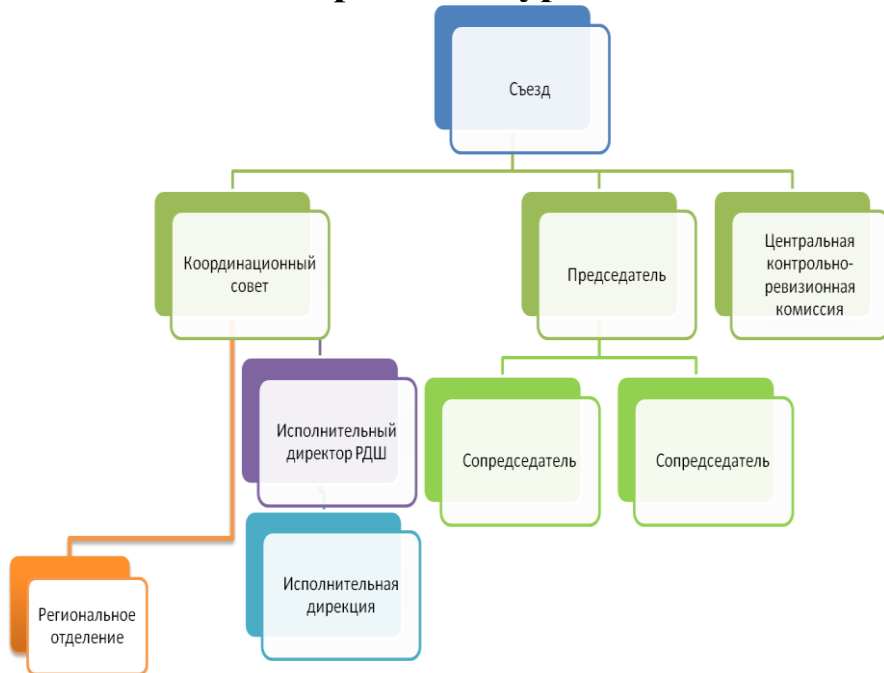 Съезд
Координационный
совет
Председатель
Центральная
контрольно-
ревизионная
комиссия
Исполнительный
директор РДШ
Сопредседатель
Сопредседатель
Исполнительная
дирекция
Региональное
отделение